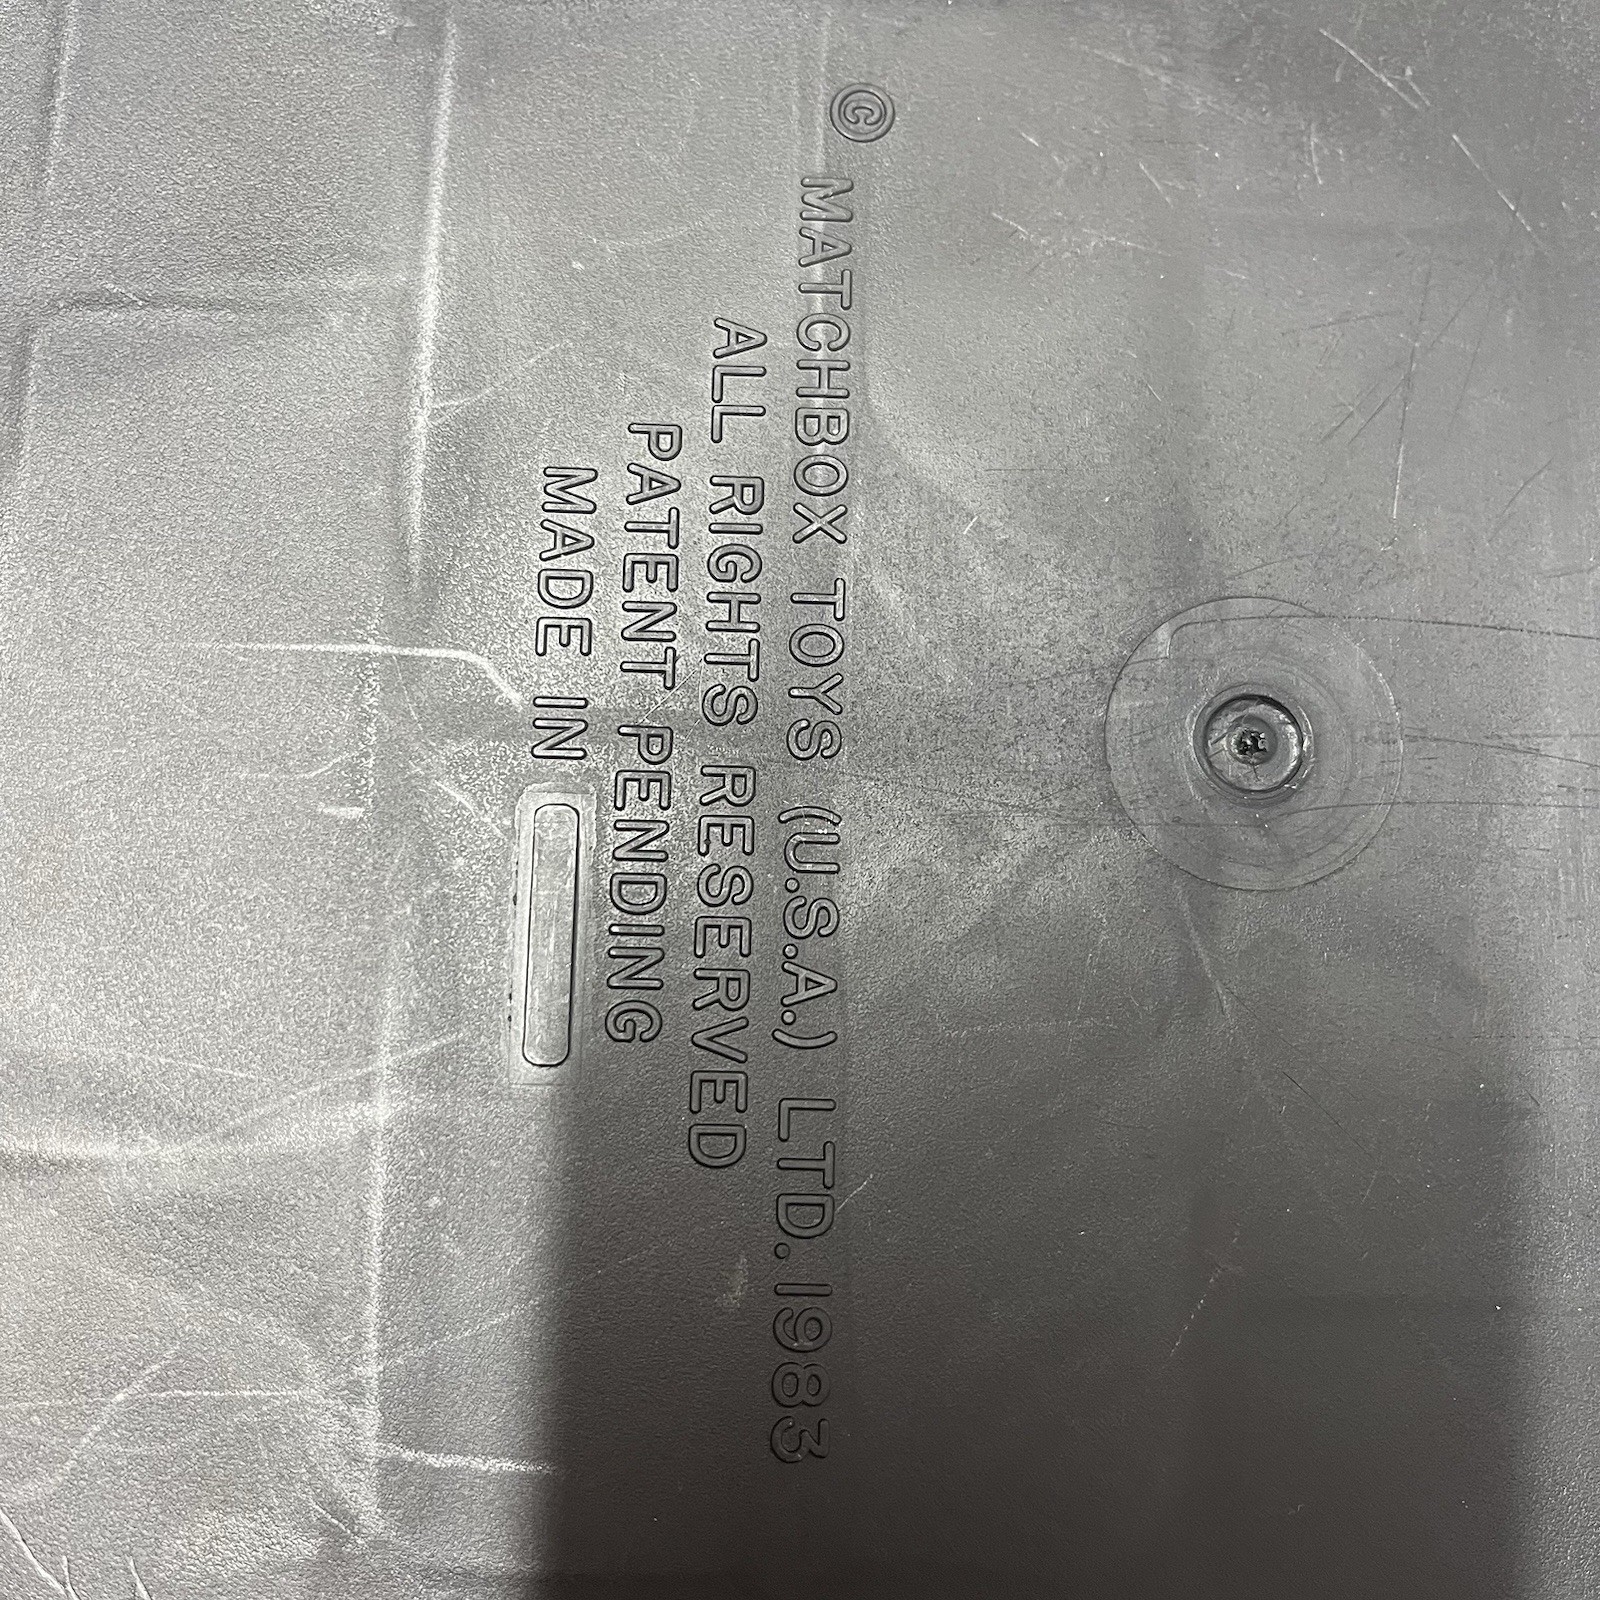 © MATCHBOX TOYS (U.S.A.) LTD. 1983
ALL RIGHTS RESERVED
PATENT PENDING
MADE IN